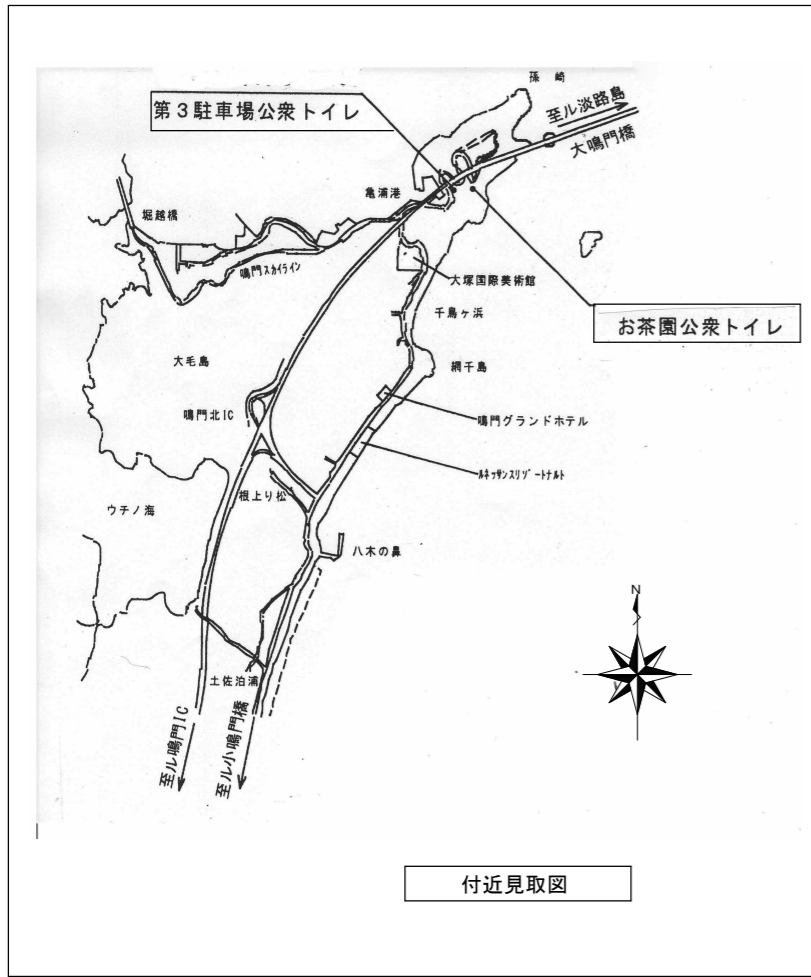 孫 崎
至ル淡路島
第3駐車場公衆トイレ
大鳴門橋
亀浦港
堀越橋
鳴門スカイライン
大塚国際美術館
千鳥ヶ浜
お茶園公衆トイレ
大毛島
網干島
鳴門北IC
鳴門グランドホテル
ルネッサンスリゾートナルト
根上り松
ウチノ海
八木の鼻
N
土佐泊浦
至ル鳴門IC
至ル小鳴門橋
付近見取図